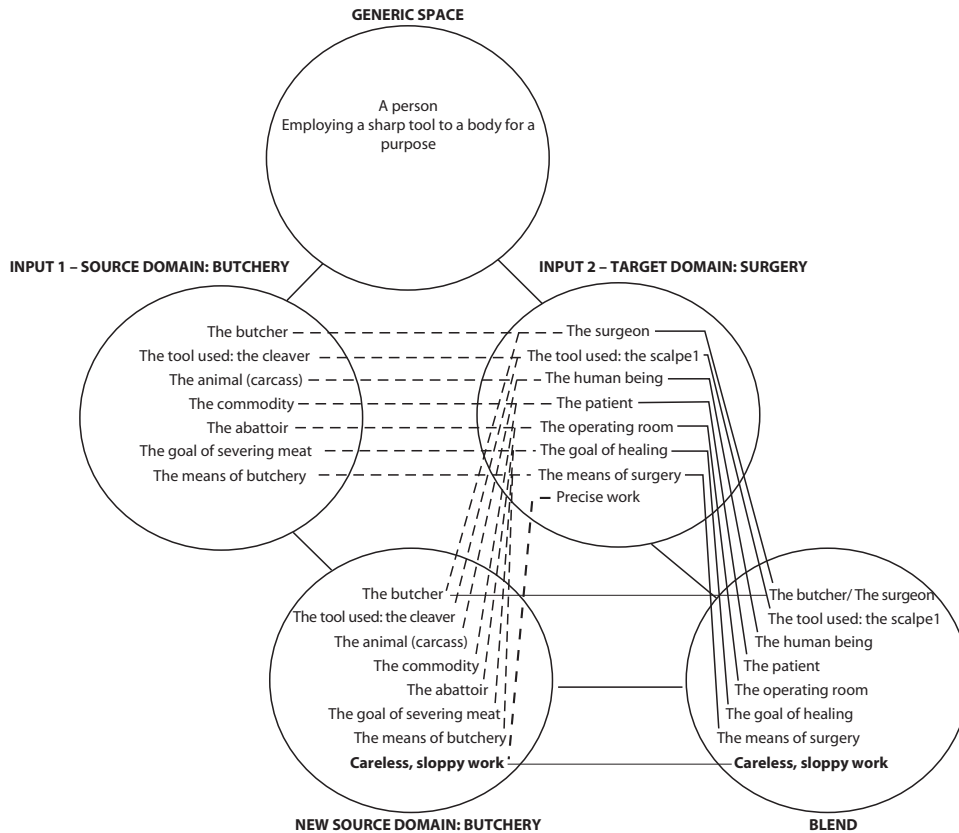 GENERIC SPACE
A person
Employing a sharp tool to a body for a
purpose
INPUT 1 – SOURCE DOMAIN: BUTCHERY
The butcher
The tool used: the cleaver
The animal (carcass)
The commodity
The abattoir
The goal of severing meat
The means of butchery
INPUT 2 – TARGET DOMAIN: SURGERY
The surgeon
The tool used: the scalpe1
The human being
The patient
The operating room
The goal of healing
The means of surgery
Precise work
The butcher
The tool used: the cleaver
The animal (carcass)
The commodity
The abattoir
The goal of severing meat
The means of butchery
Careless, sloppy work
NEW SOURCE DOMAIN: BUTCHERY
The butcher/ The surgeon
The tool used: the scalpe1
The human being
The patient
The operating room
The goal of healing
The means of surgery
Careless, sloppy work
BLEND